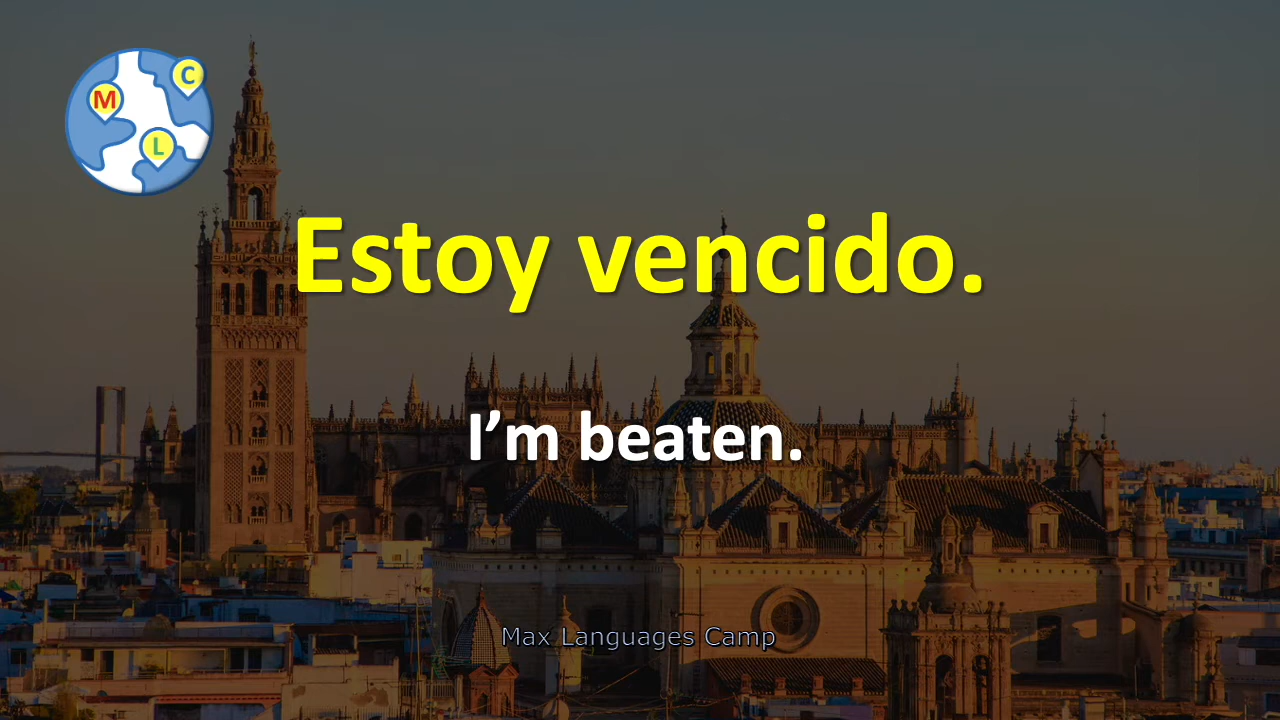 M
C
L
Estoy vencido.
I’m beaten.
Max Languages Camp